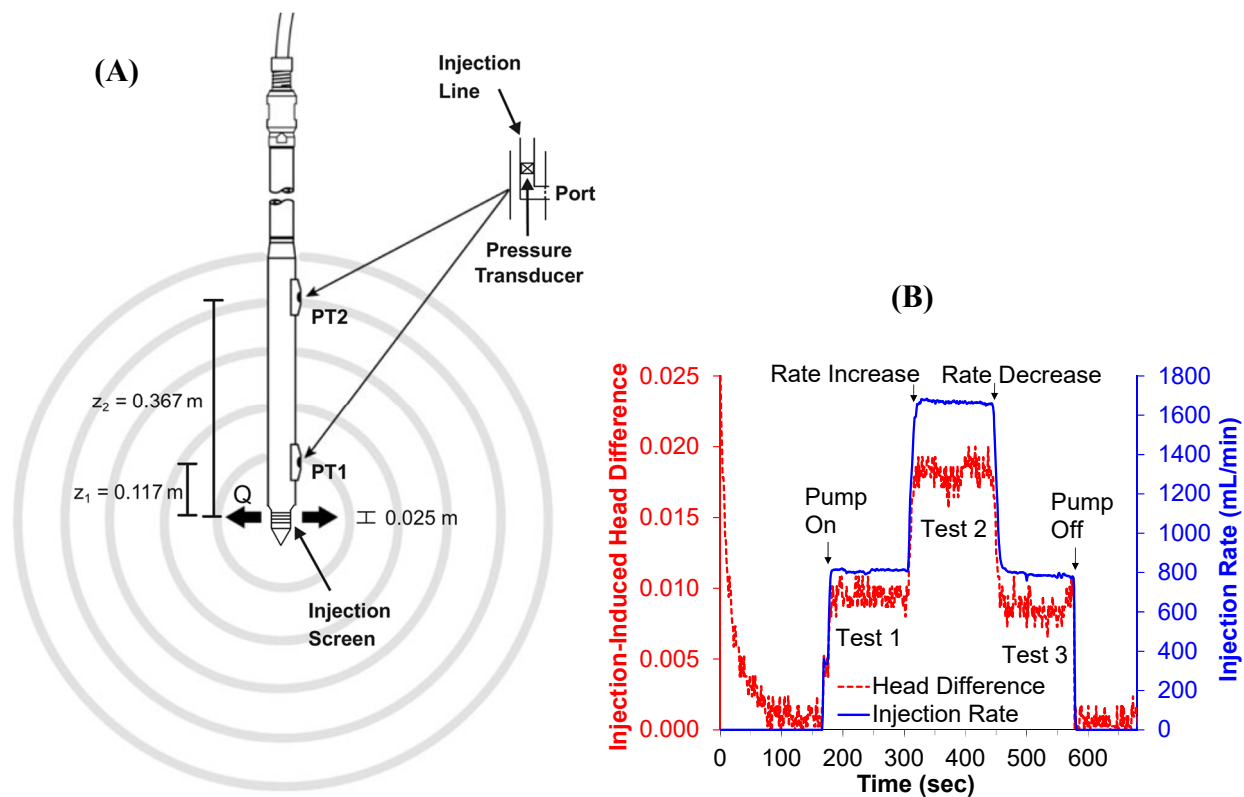 (A)
Injection
Line
Port
Pressure
Transducer
PT2
z₂ = 0.367 m
PT1
z₁ = 0.117 m
Q
0.025 m
Injection
Screen
(B)
Injection-Induced Head Difference
0.025
0.020
0.015
0.010
0.005
0.000
Rate Increase
Rate Decrease
Pump
On
Pump
Off
Test 1
Test 2
Test 3
Head Difference
Injection Rate
1800
1600
1400
1200
1000
800
600
400
200
0
Injection Rate (mL/min)
0 100 200 300 400 500 600
Time (sec)